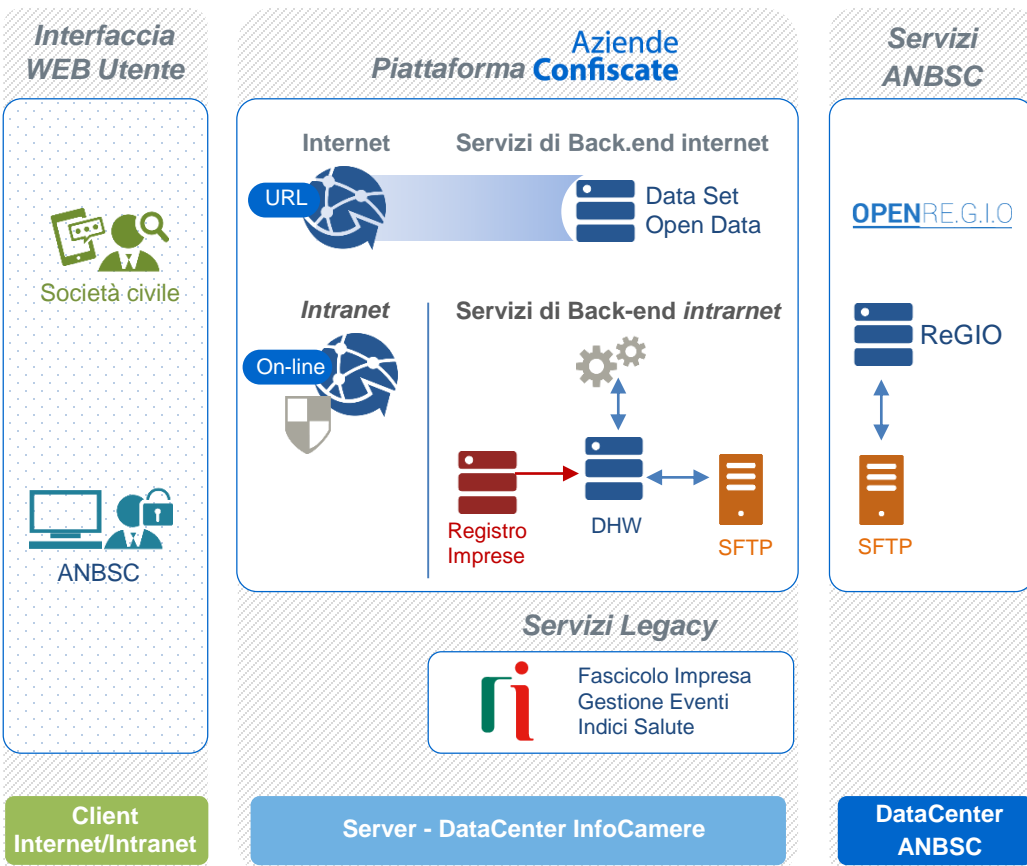 Interfaccia
WEB Utente
Società civile
ANBSC
Client
Internet/Intranet
Piattaforma Aziende
Confiscate
Internet
Servizi di Back.end internet
URL
Data Set
Open Data
Intranet
Servizi di Back-end intrarnet
On-line
Registro
Imprese
DHW
SFTP
Servizi Legacy
ri
Fascicolo Impresa
Gestione Eventi
Indici Salute
Server - DataCenter InfoCamere
Servizi
ANBSC
OPENRE.G.I.O
ReGIO
SFTP
DataCenter
ANBSC